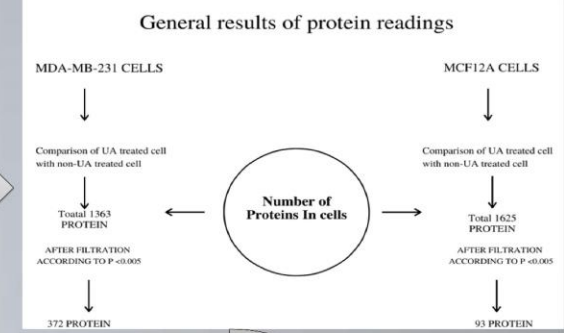 General results of protein readings
MDA-MB-231 CELLS
Comparison of UA treated cell
with non-UA treated cell
Toatal 1363
PROTEIN
AFTER FILTRATION
ACCORDING TO P <0.005
372 PROTEIN
Number of
Proteins In cells
MCF12A CELLS
Comparison of UA treated cell
with non-UA treated cell
Total 1625
PROTEIN
AFTER FILTRATION
ACCORDING TO P <0.005
93 PROTEIN